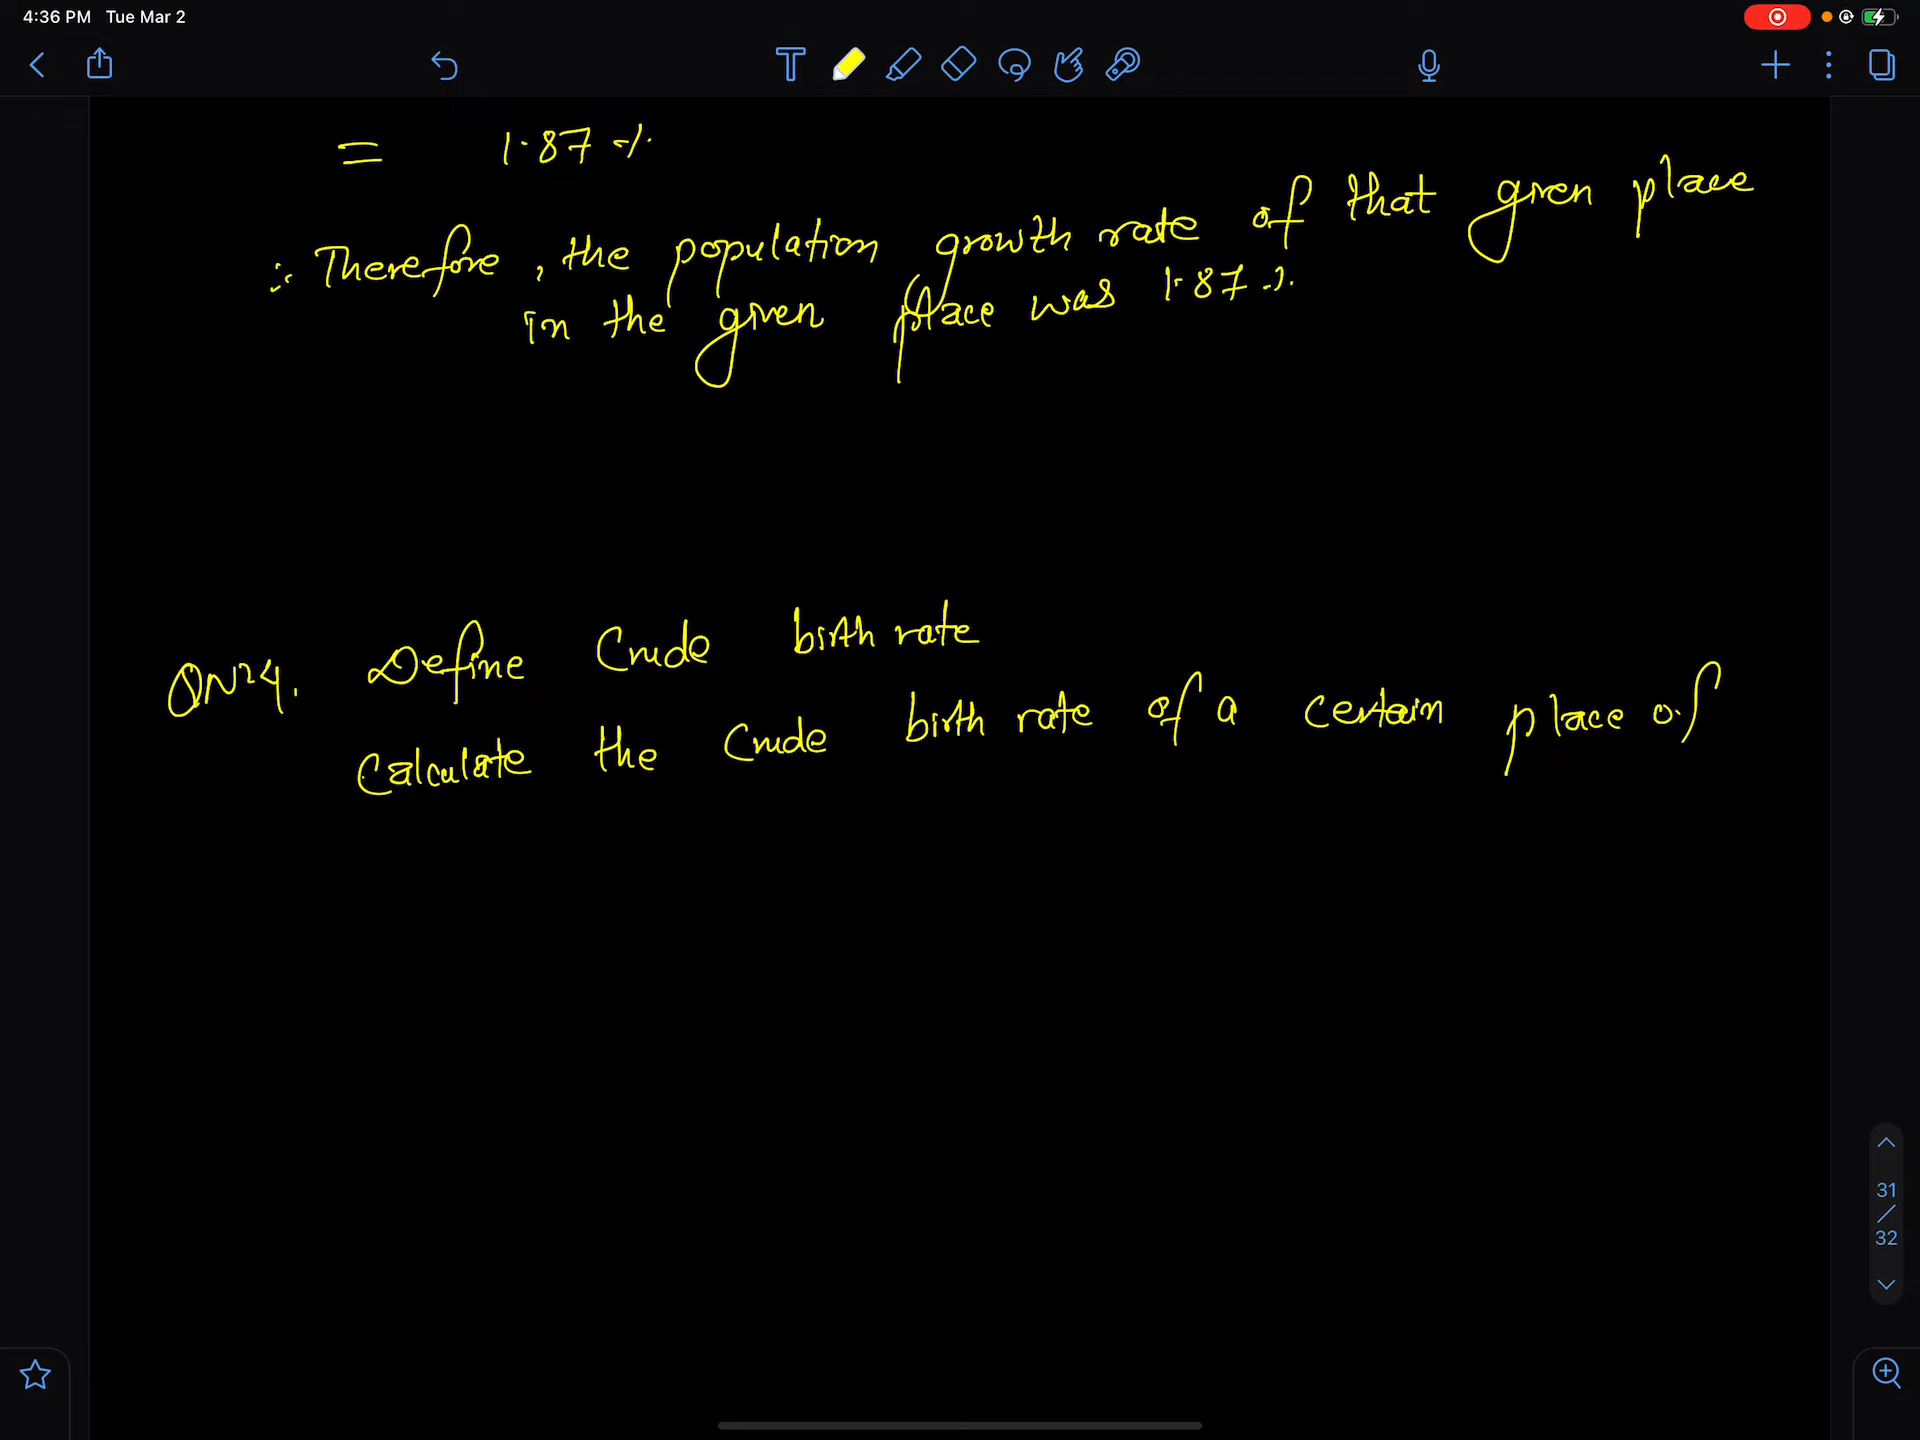 4:36 PM Tue Mar 2
= 1.87 %
∴ Therefore, the population growth rate of that given place
in the given place was 1.87 %.
QN24. Define Crude birth rate
Calculate the Crude birth rate of a certain place of
31
/
32